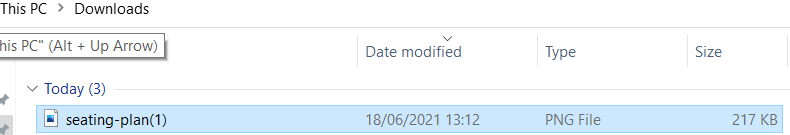 This PC > Downloads
his PC" (Alt + Up Arrow)
Date modified Type Size
Today (3)
seating-plan(1) 18/06/2021 13:12 PNG File 217 KB